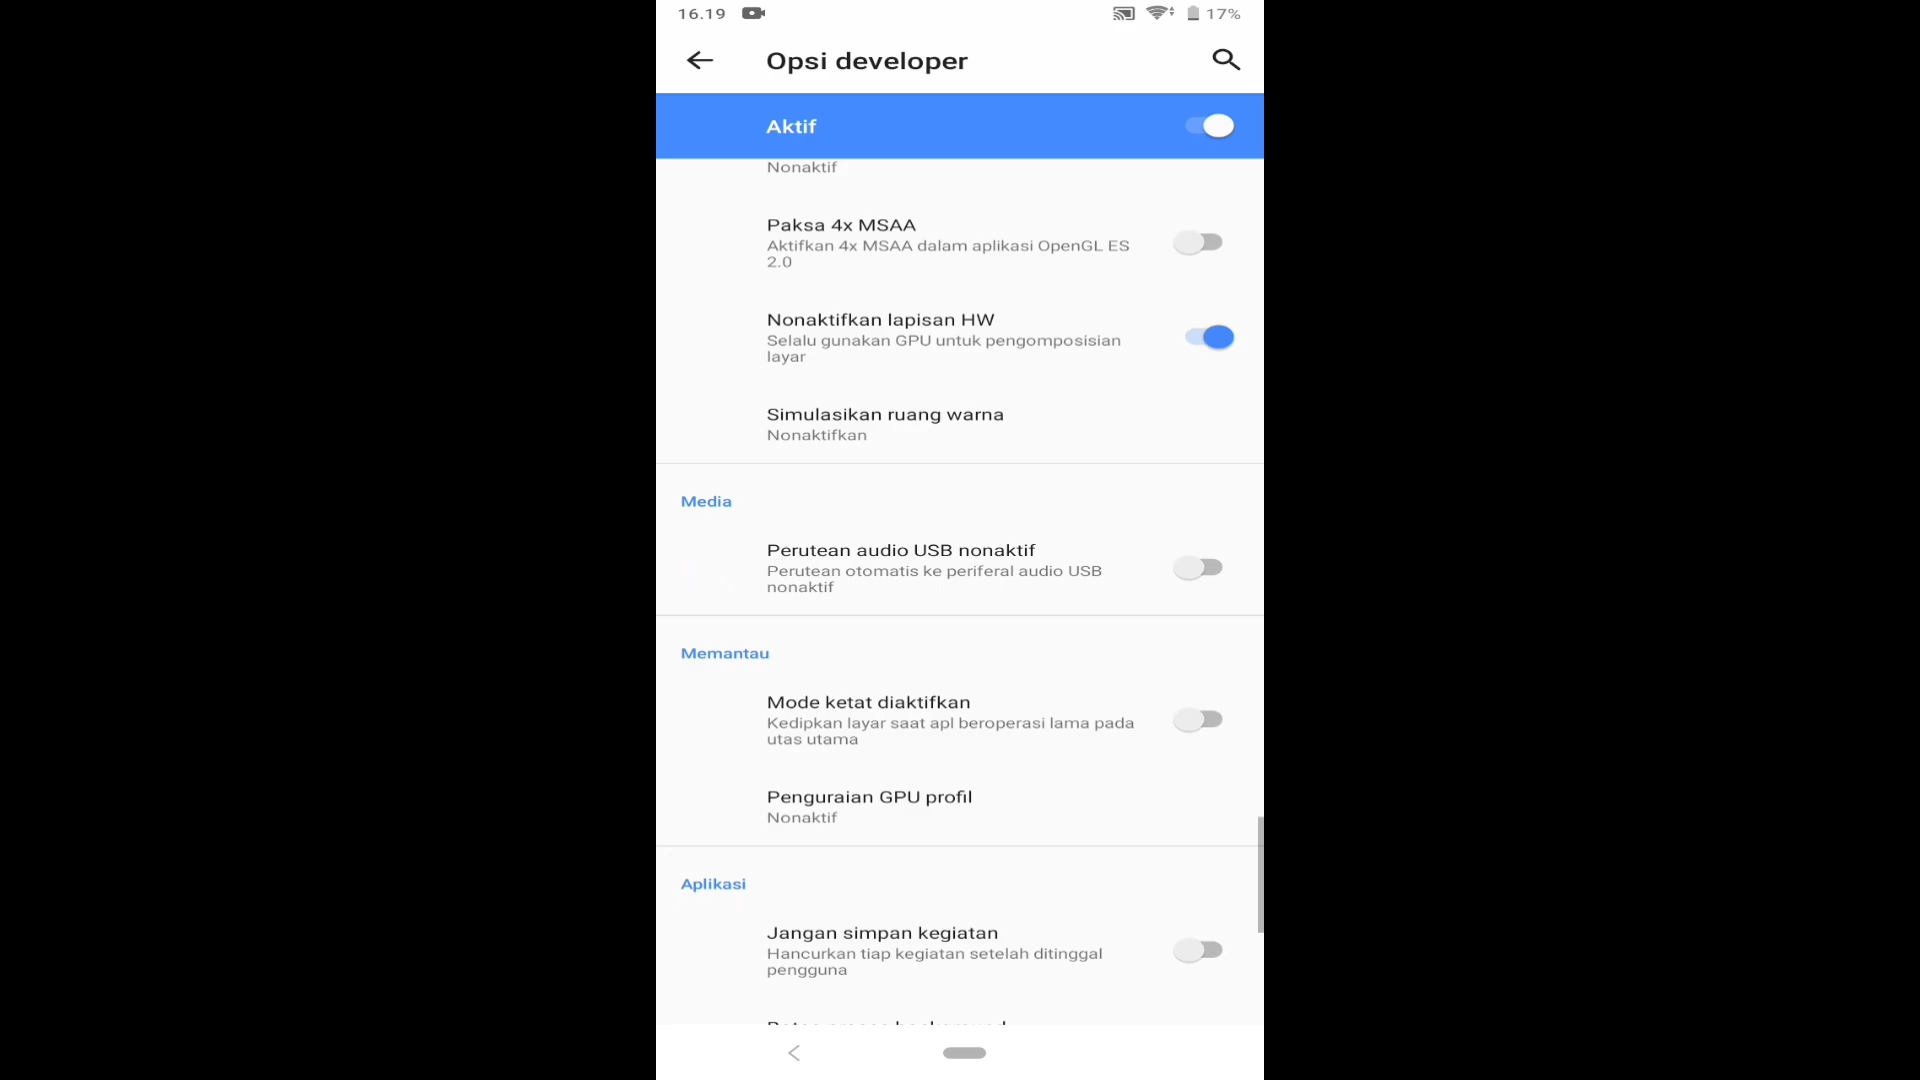 16.19
17%
Opsi developer
Aktif
Nonaktif
Paksa 4x MSAA
Aktifkan 4x MSAA dalam aplikasi OpenGL ES
2.0
Nonaktifkan lapisan HW
Selalu gunakan GPU untuk pengomposisian
layar
Simulasikan ruang warna
Nonaktifkan
Media
Perutean audio USB nonaktif
Perutean otomatis ke periferal audio USB
nonaktif
Memantau
Mode ketat diaktifkan
Kedipkan layar saat apl beroperasi lama pada
utas utama
Penguraian GPU profil
Nonaktif
Aplikasi
Jangan simpan kegiatan
Hancurkan tiap kegiatan setelah ditinggal
pengguna